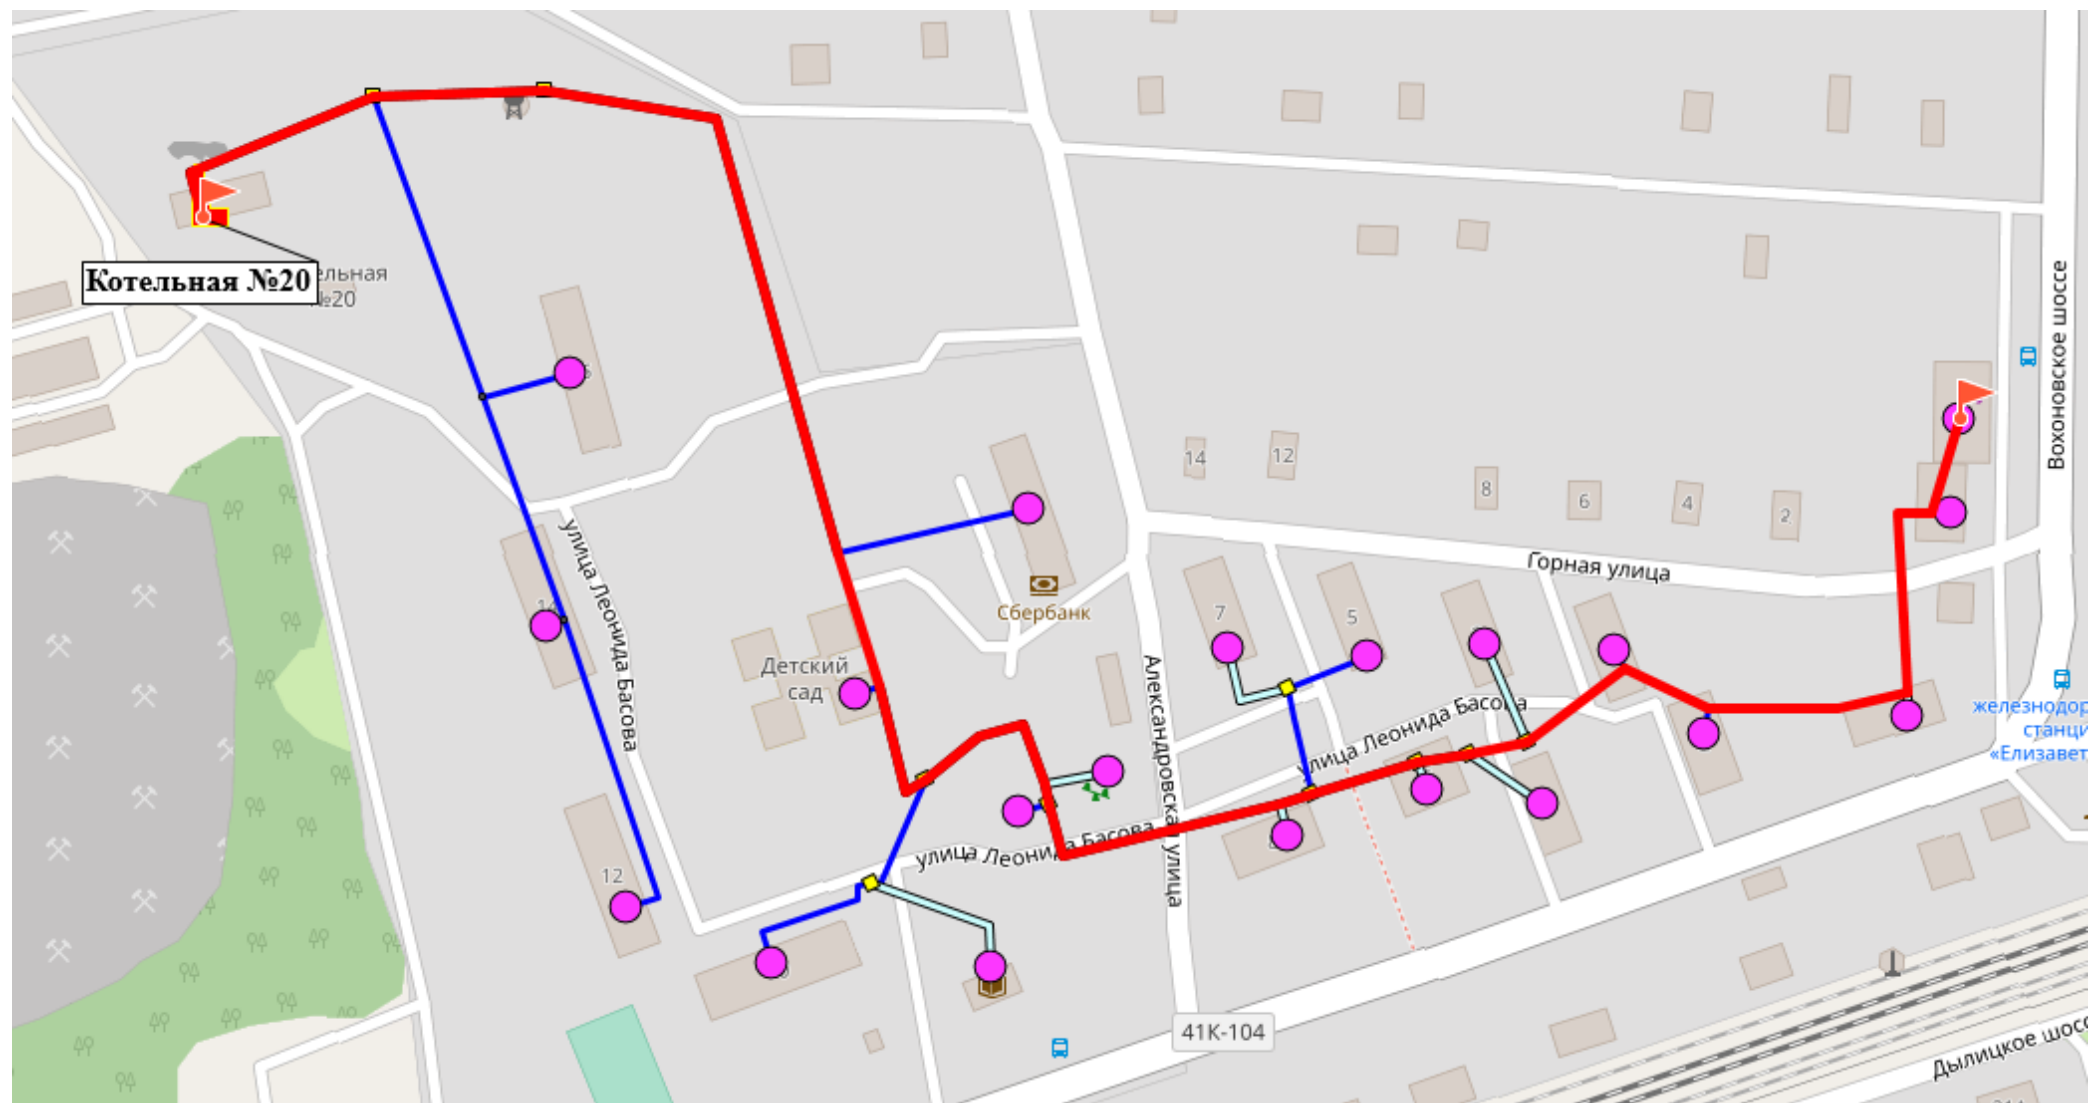 Котельная №20
ельная
№20
14
12
8
6
4
2
Вохоновское шоссе
Горная улица
Сбербанк
7
5
Детский
сад
улица Леонида Басова
Александровская улица
улица Леонида Басова
улица Леонида Басова
12
железнодор
станци
«Елизавет
41К-104
Дылицкое шосс